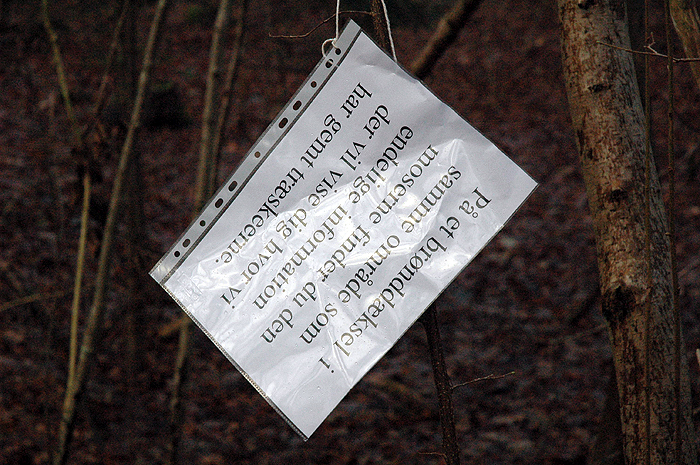 På et brønddæksel i
samme område som
moserne finder du den
endelige information
der vil vise dig hvor vi
har gemt træskeerne.